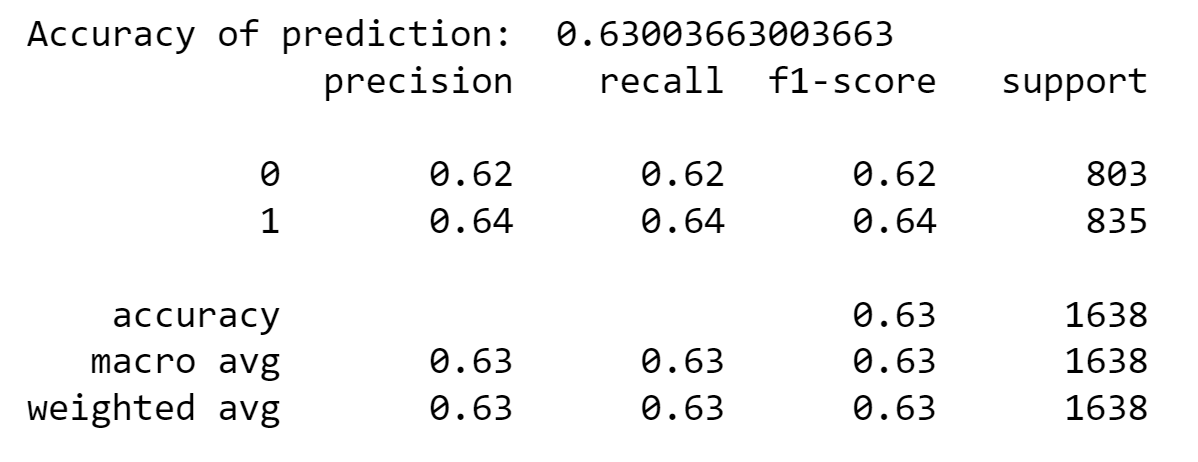 Accuracy of prediction:  0.63003663003663
              precision    recall  f1-score   support

           0       0.62      0.62      0.62       803
           1       0.64      0.64      0.64       835

    accuracy                           0.63      1638
   macro avg       0.63      0.63      0.63      1638
weighted avg       0.63      0.63      0.63      1638